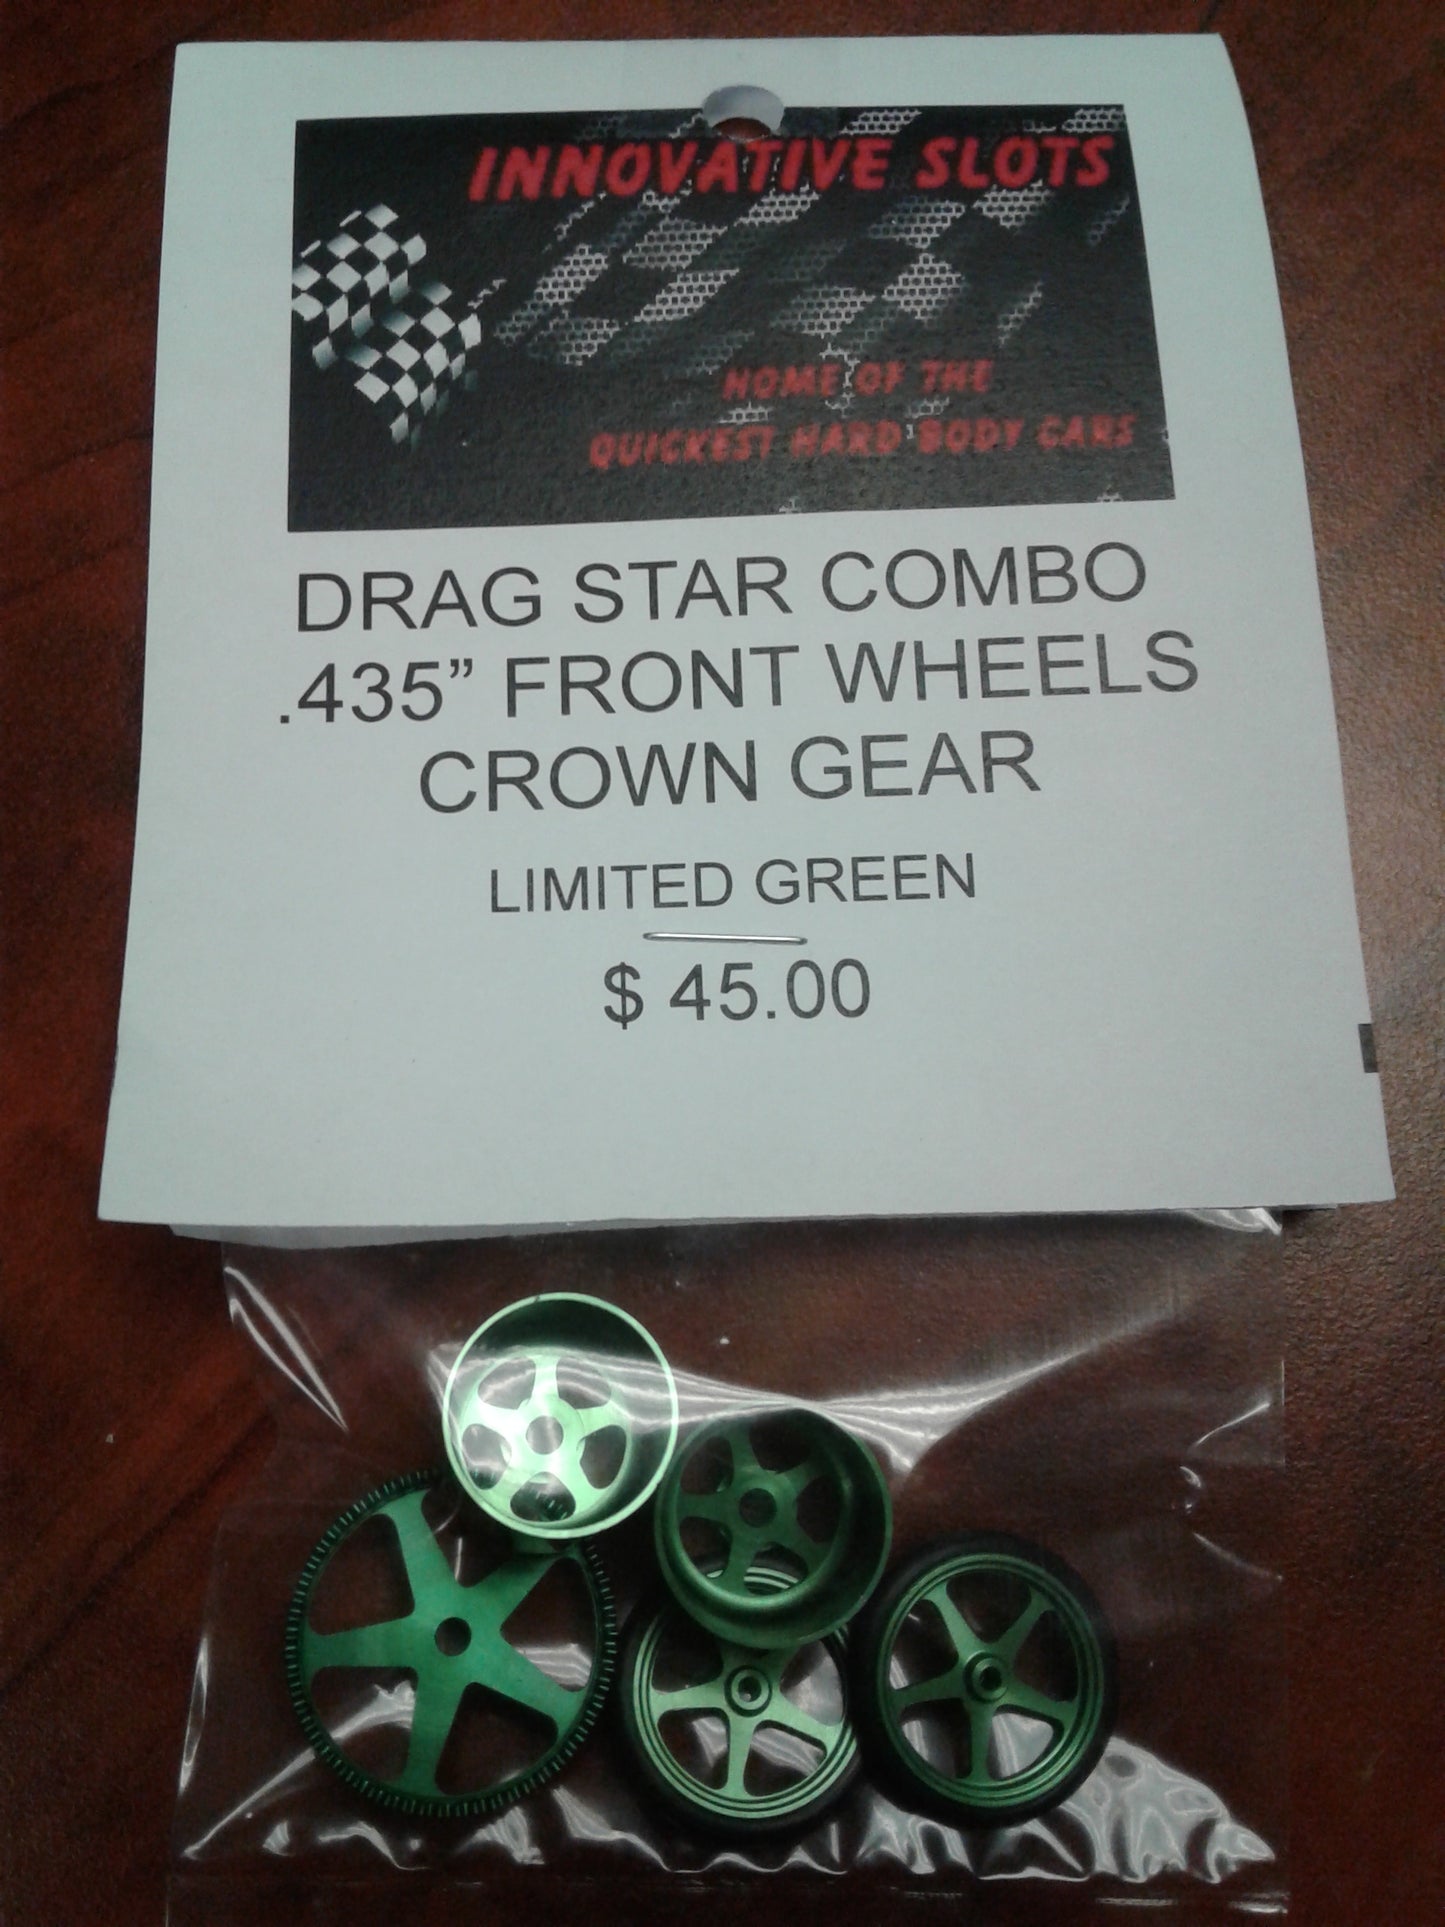 INNOVATIVE SLOTS
HOME OF THE
QUICKEST HARD BODY CARS
DRAG STAR COMBO
.435” FRONT WHEELS
CROWN GEAR
LIMITED GREEN
$ 45.00